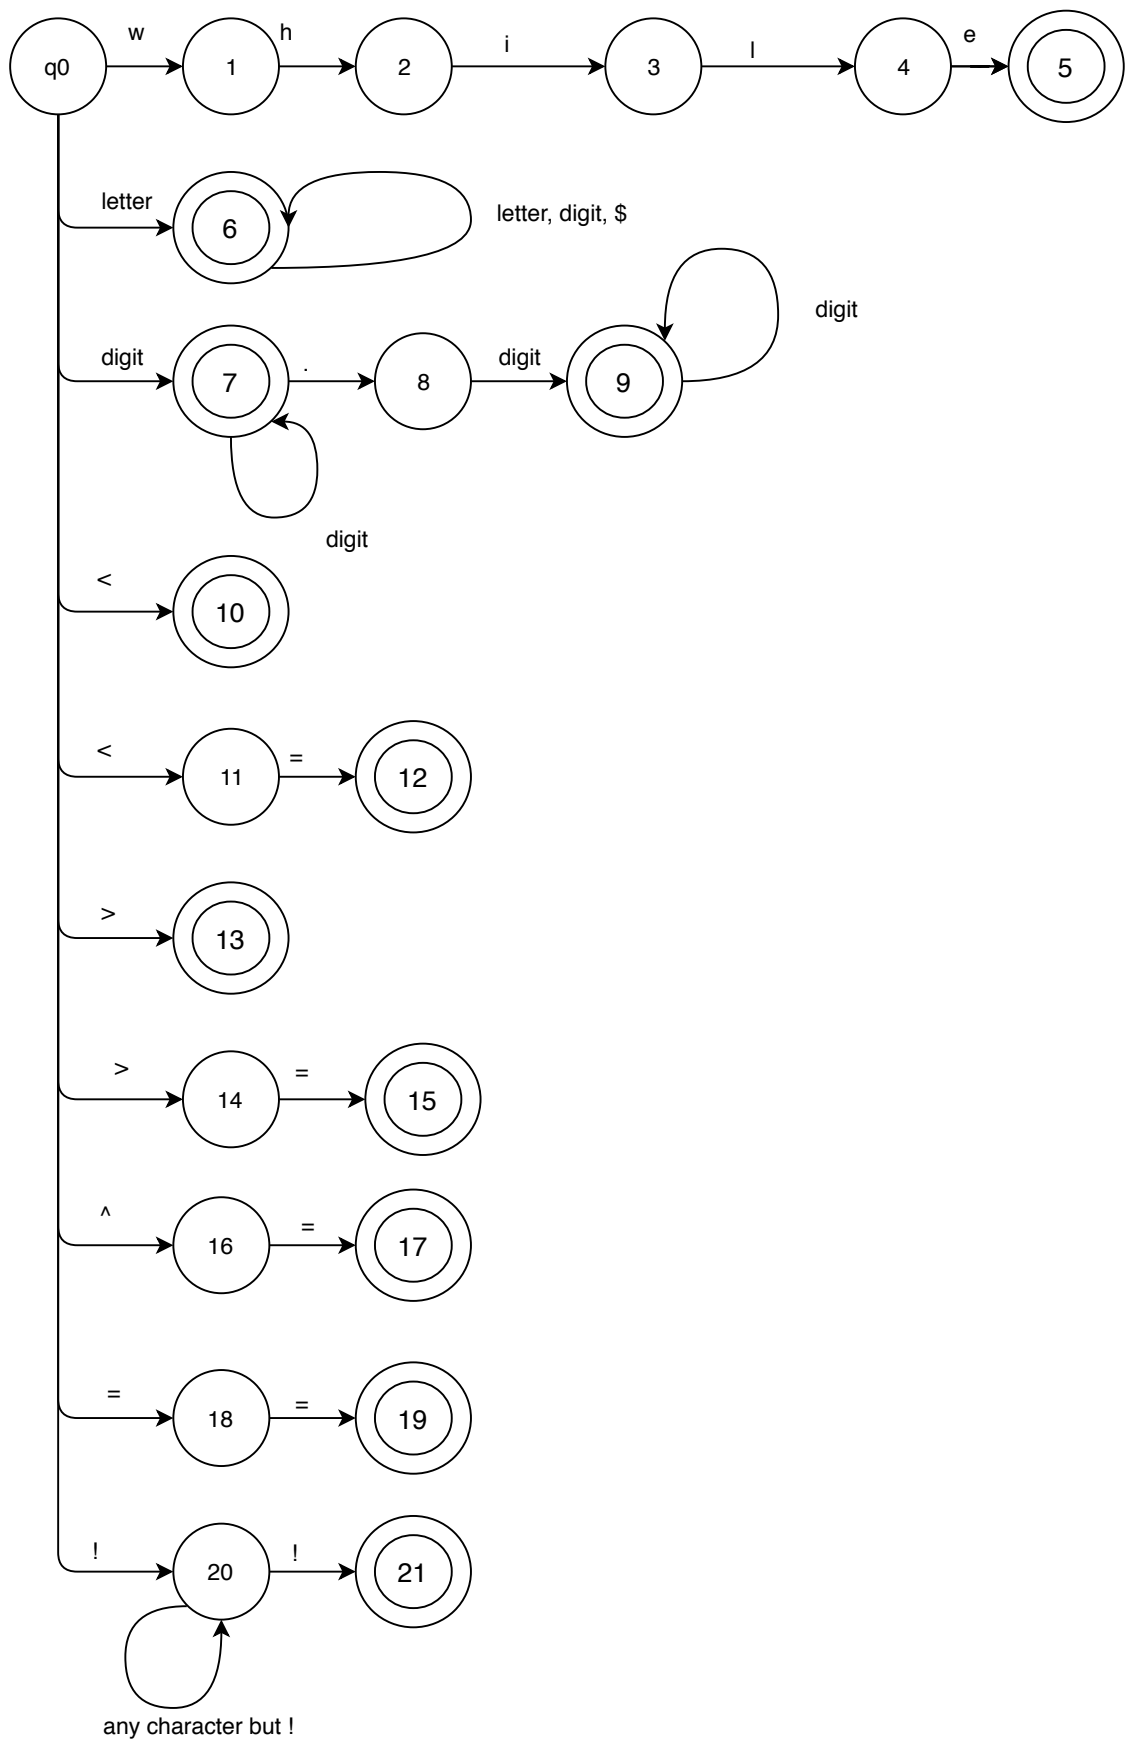 w h i l e
q0 1 2 3 4 5
letter
6
letter, digit, $
digit
digit . digit
7 8 9
digit
<
10
<
=
11 12
>
13
>
=
14 15
^
=
16 17
=
=
18 19
! !
20 21
any character but !